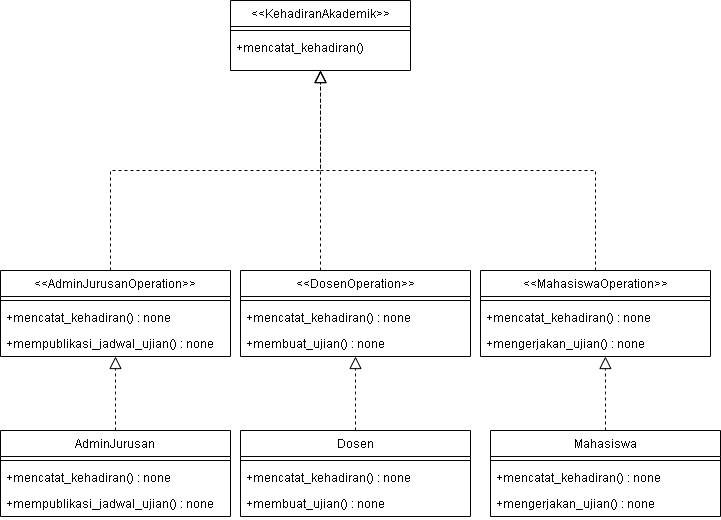 <<KehadiranAkademik>>
+mencatat_kehadiran()
<<AdminJurusanOperation>>
+mencatat_kehadiran() : none
+mempublikasi_jadwal_ujian() : none
<<DosenOperation>>
+mencatat_kehadiran() : none
+membuat_ujian() : none
<<MahasiswaOperation>>
+mencatat_kehadiran() : none
+mengerjakan_ujian() : none
AdminJurusan
+mencatat_kehadiran() : none
+mempublikasi_jadwal_ujian() : none
Dosen
+mencatat_kehadiran() : none
+membuat_ujian() : none
Mahasiswa
+mencatat_kehadiran() : none
+mengerjakan_ujian() : none